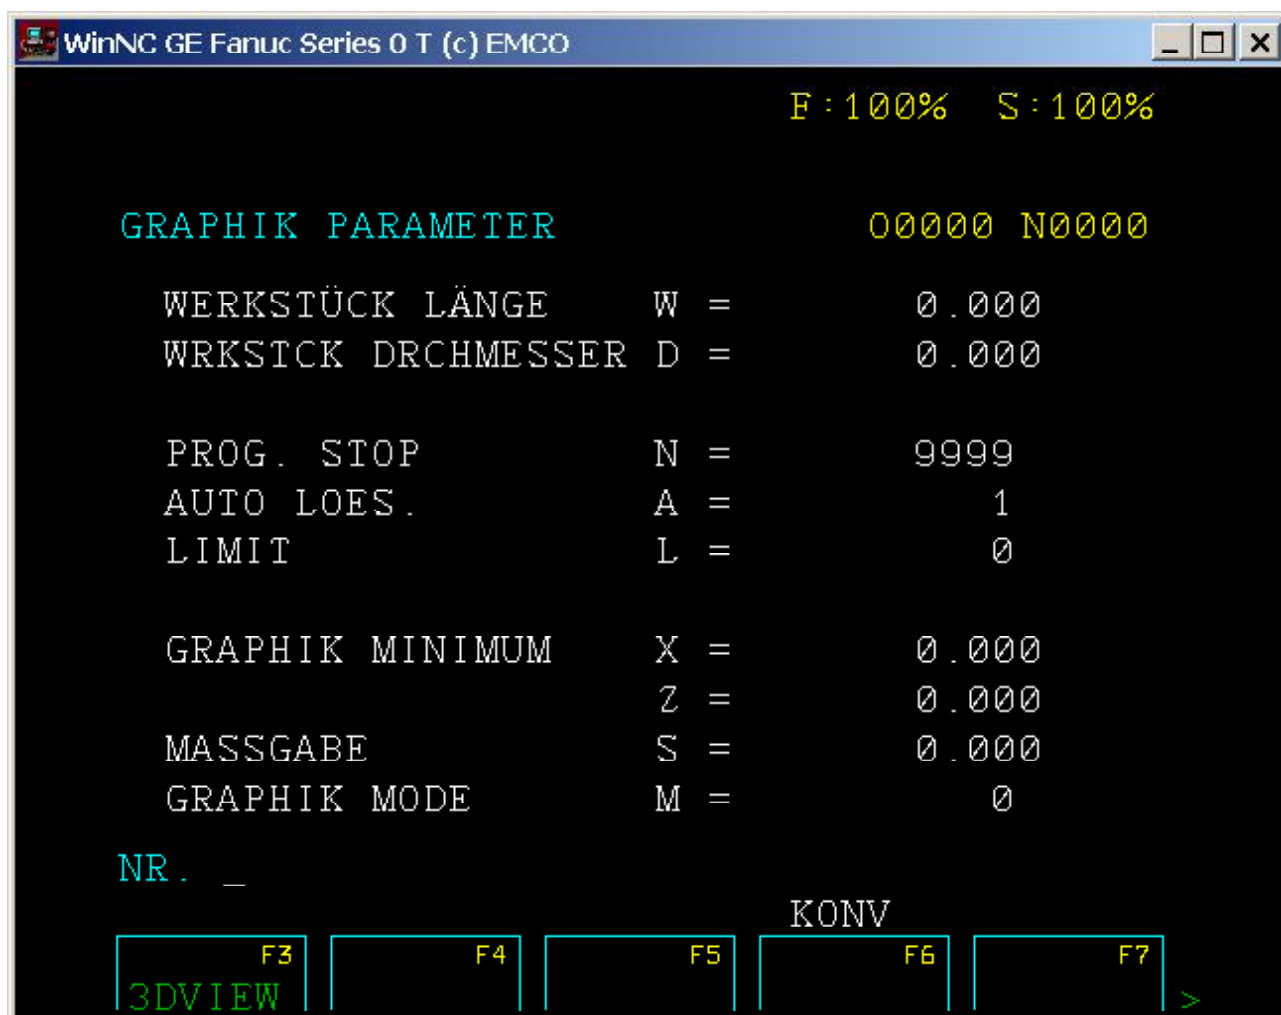 WinNC GE Fanuc Series 0 T (c) EMCO
F:100% S:100%
GRAPHIK PARAMETER O0000 N0000
WERKSTÜCK LÄNGE W = 0.000
WRKSTCK DRCHMESSER D = 0.000
PROG. STOP N = 9999
AUTO LOES. A = 1
LIMIT L = 0
GRAPHIK MINIMUM X = 0.000
Z = 0.000
MASSGABE S = 0.000
GRAPHIK MODE M = 0
NR. _
KONV
F3 F4 F5 F6 F7
3DVIEW >